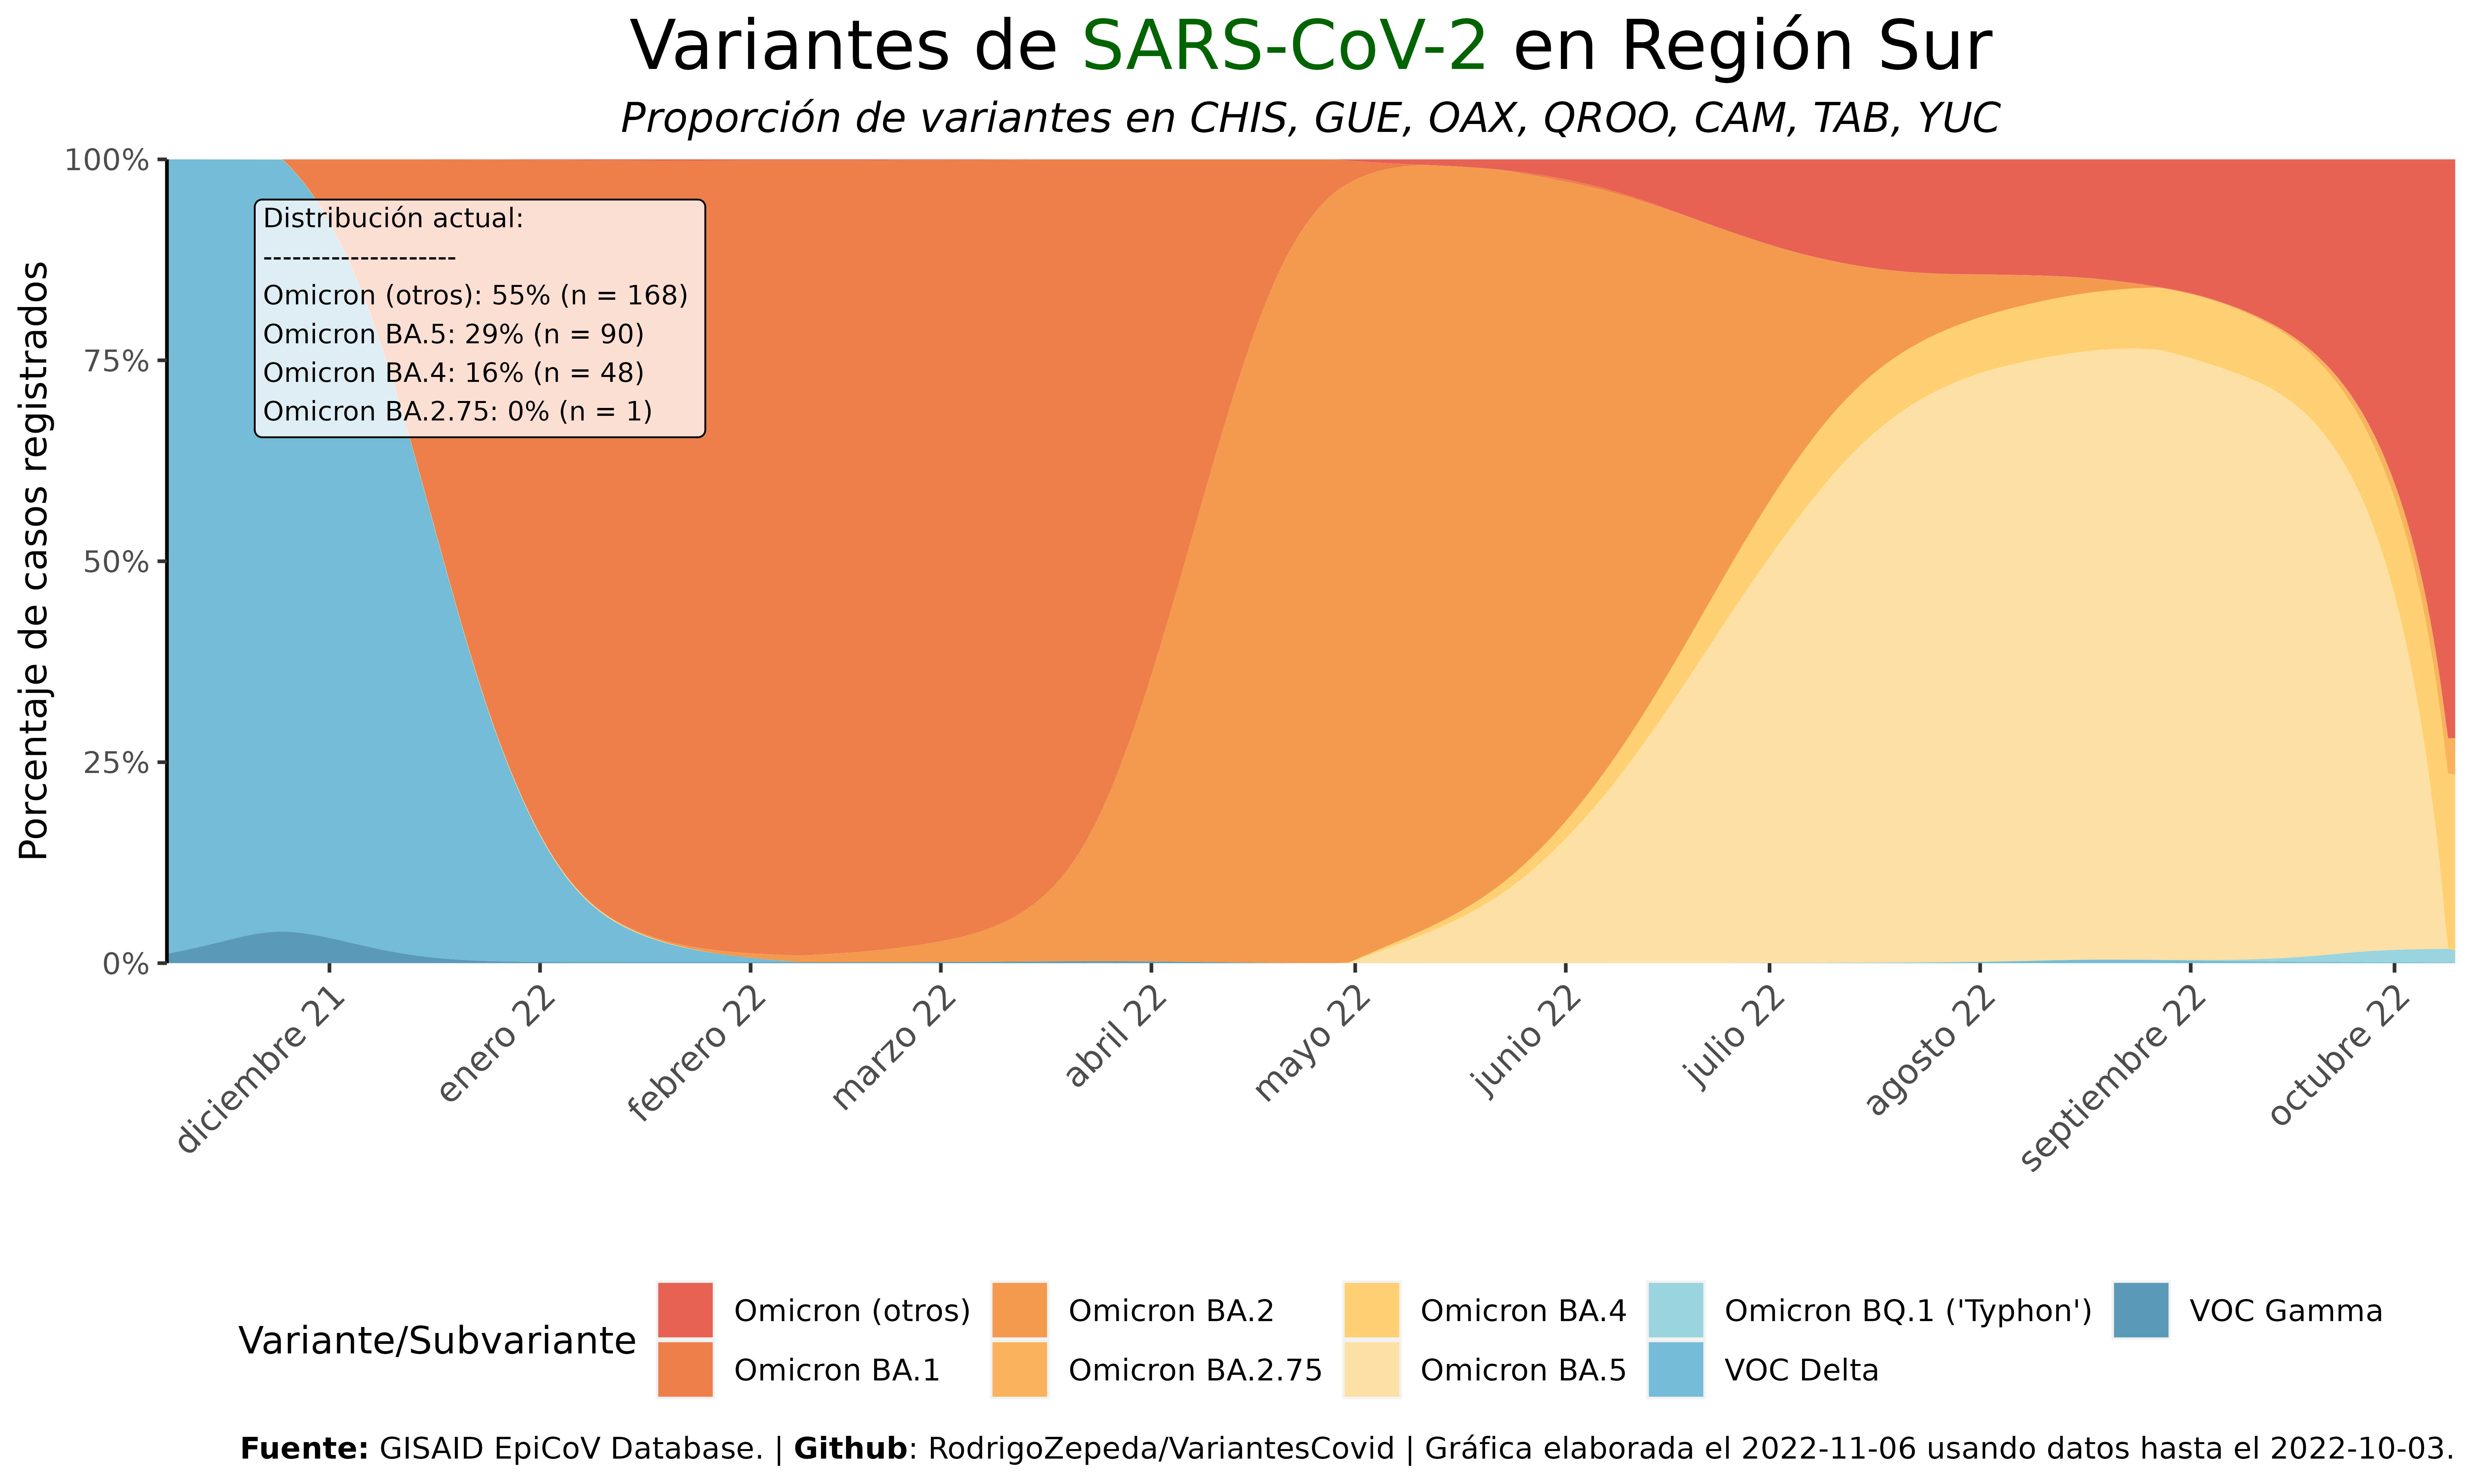 Variantes de SARS-CoV-2 en Región Sur
Proporción de variantes en CHIS, GUE, OAX, QROO, CAM, TAB, YUC
Porcentaje de casos registrados
100%
75%
50%
25%
0%
Distribución actual:
--------------------
Omicron (otros): 55% (n = 168)
Omicron BA.5: 29% (n = 90)
Omicron BA.4: 16% (n = 48)
Omicron BA.2.75: 0% (n = 1)
diciembre 21
enero 22
febrero 22
marzo 22
abril 22
mayo 22
junio 22
julio 22
agosto 22
septiembre 22
octubre 22
Variante/Subvariante
Omicron (otros)
Omicron BA.1
Omicron BA.2
Omicron BA.2.75
Omicron BA.4
Omicron BA.5
Omicron BQ.1 ('Typhon')
VOC Delta
VOC Gamma
Fuente: GISAID EpiCoV Database. | Github: RodrigoZepeda/VariantesCovid | Gráfica elaborada el 2022-11-06 usando datos hasta el 2022-10-03.